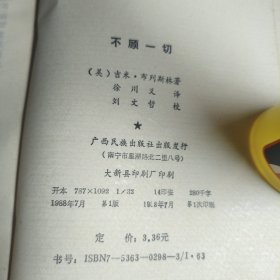 不顾一切
(英)吉米·布列斯林著
徐川义 译
刘文哲 校
★
广西民族出版社出版发行
(南宁市星湖路北二里八号)
大新县印刷厂印刷
开本 787×1092 1/32 14印张 280千字
1988年7月 第1版 1988年7月 第1次印刷
定 价:3.36元
书号:ISBN7-5363-0298-3/I·63